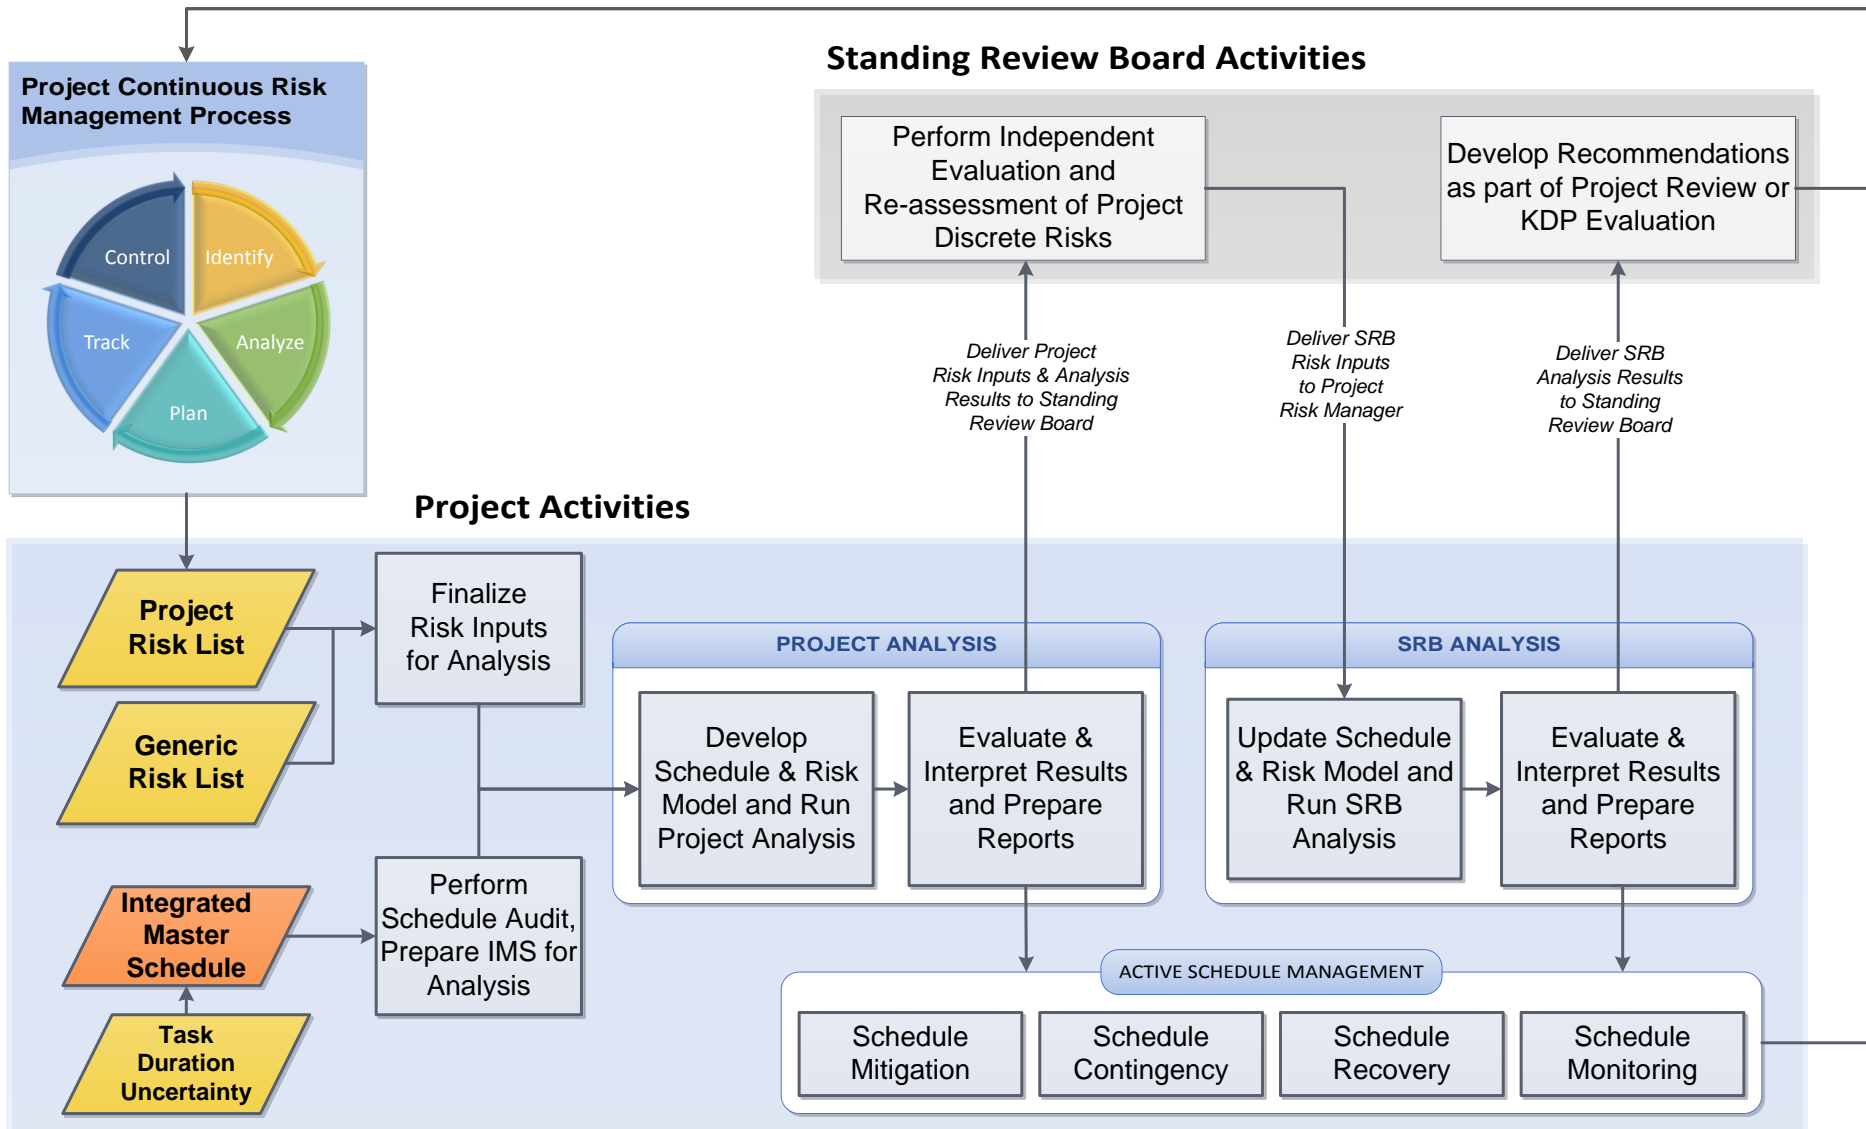 Standing Review Board Activities
Project Continuous Risk
Management Process
Control
Identify
Track
Analyze
Plan
Perform Independent
Evaluation and
Re-assessment of Project
Discrete Risks
Develop Recommendations
as part of Project Review or
KDP Evaluation
Deliver Project
Risk Inputs & Analysis
Results to Standing
Review Board
Deliver SRB
Risk Inputs
to Project
Risk Manager
Deliver SRB
Analysis Results
to Standing
Review Board
Project Activities
Project
Risk List
Generic
Risk List
Integrated
Master
Schedule
Task
Duration
Uncertainty
Finalize
Risk Inputs
for Analysis
Perform
Schedule Audit,
Prepare IMS for
Analysis
PROJECT ANALYSIS
Develop
Schedule & Risk
Model and Run
Project Analysis
Evaluate &
Interpret Results
and Prepare
Reports
SRB ANALYSIS
Update Schedule
& Risk Model and
Run SRB
Analysis
Evaluate &
Interpret Results
and Prepare
Reports
ACTIVE SCHEDULE MANAGEMENT
Schedule
Mitigation
Schedule
Contingency
Schedule
Recovery
Schedule
Monitoring